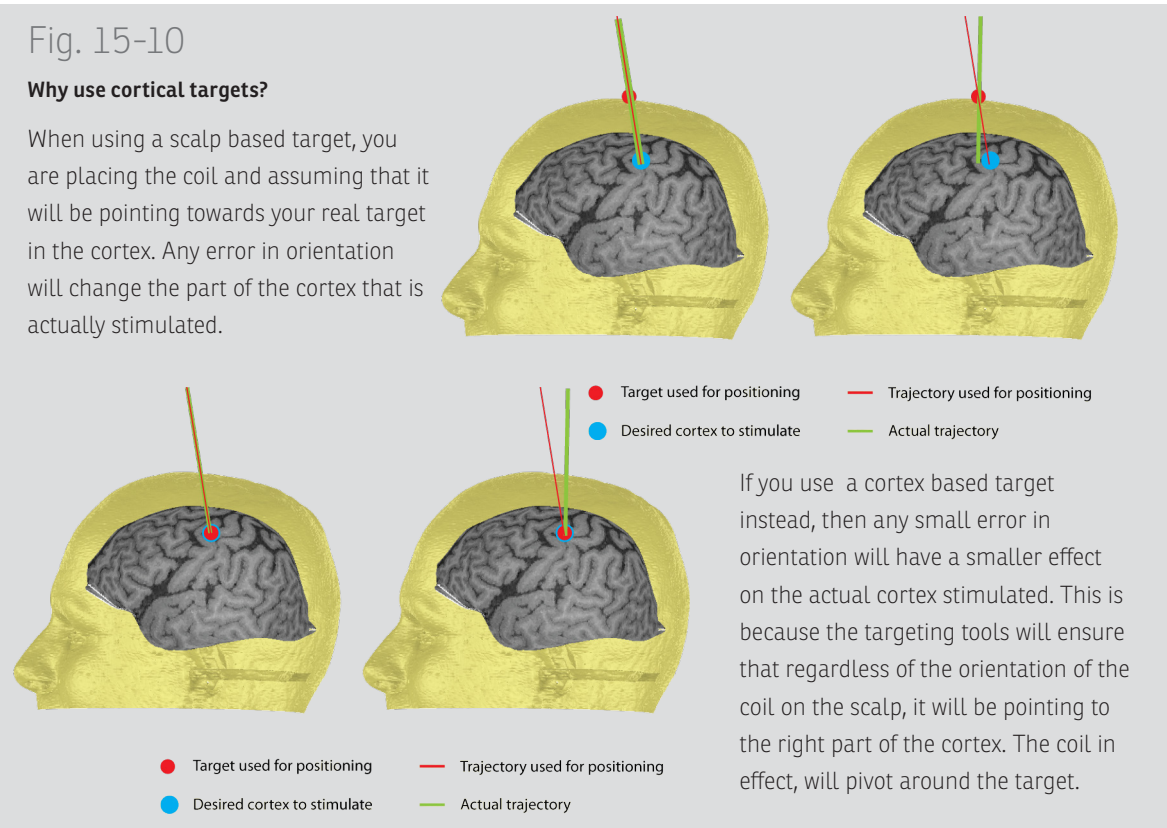 Fig. 15-10
Why use cortical targets?
When using a scalp based target, you
are placing the coil and assuming that it
will be pointing towards your real target
in the cortex. Any error in orientation
will change the part of the cortex that is
actually stimulated.
Target used for positioning
Trajectory used for positioning
Desired cortex to stimulate
Actual trajectory
If you use a cortex based target
instead, then any small error in
orientation will have a smaller effect
on the actual cortex stimulated. This is
because the targeting tools will ensure
that regardless of the orientation of the
coil on the scalp, it will be pointing to
the right part of the cortex. The coil in
effect, will pivot around the target.
Target used for positioning
Trajectory used for positioning
Desired cortex to stimulate
Actual trajectory